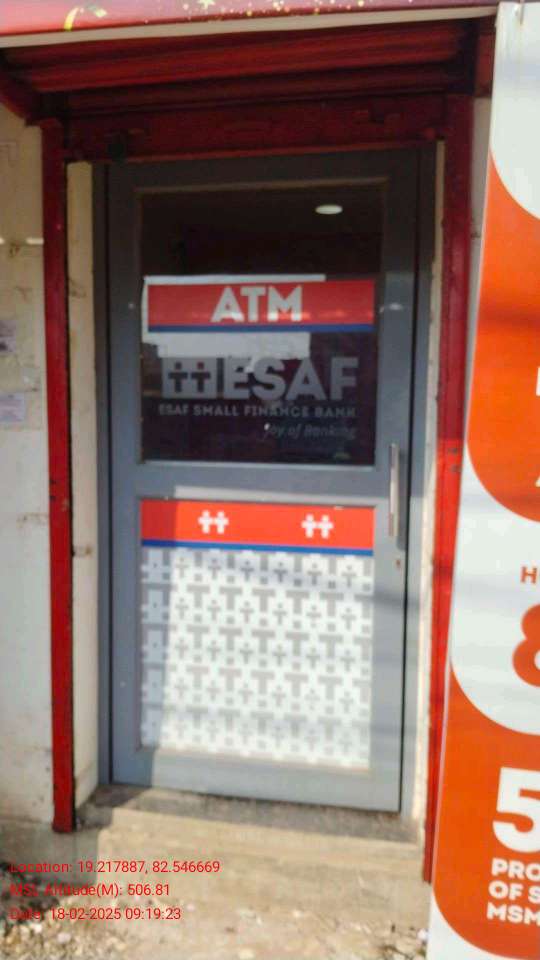 ATM
ESAF
ESAF SMALL FINANCE BANK
Joy of Banking
H
8
5
PRO
OF S
MSM
Location: 19.217887, 82.546669
MSL Altitude(M): 506.81
Date: 18-02-2025 09:19:23